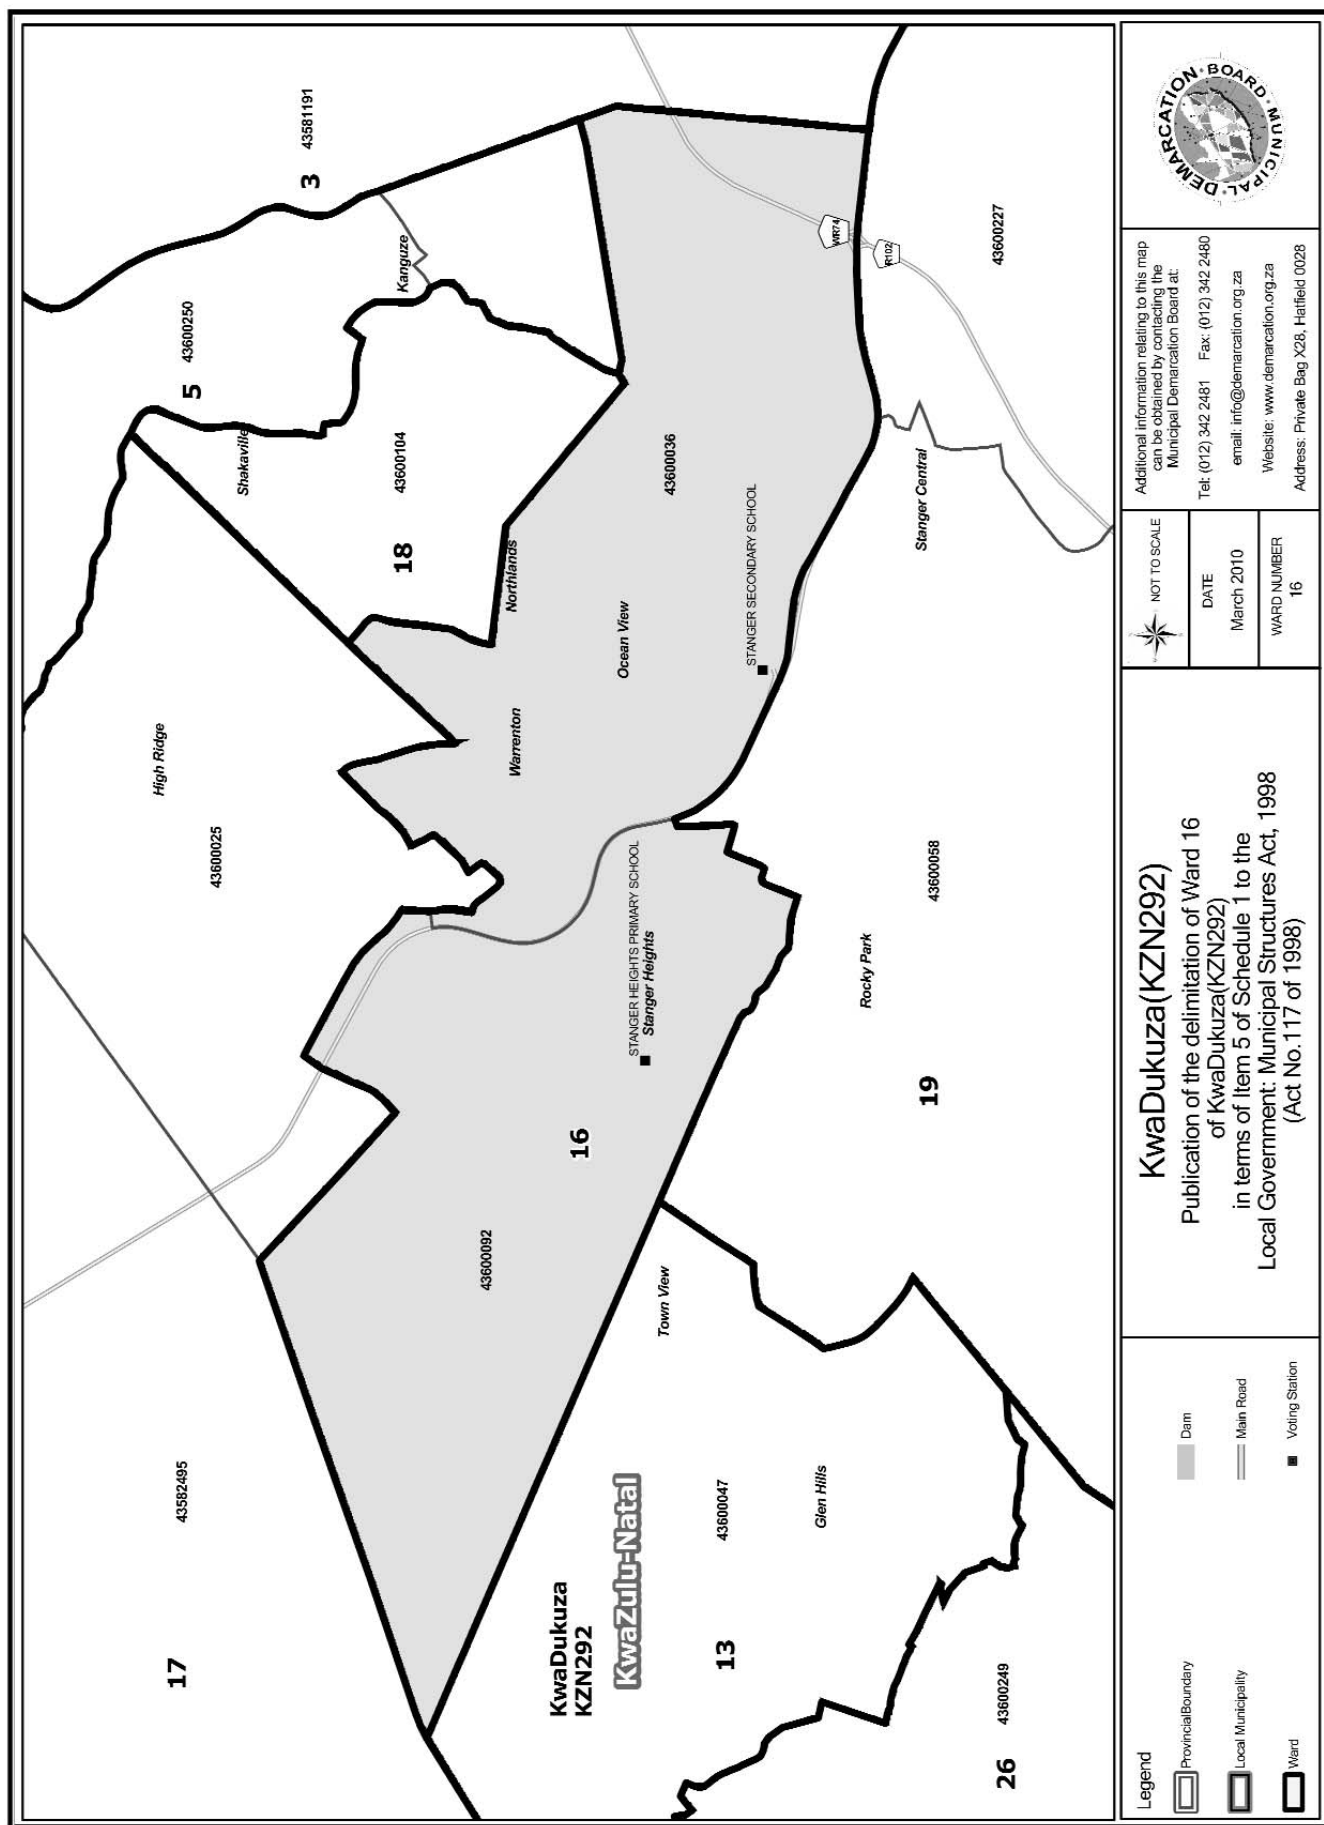 17
43582495
High Ridge
43600025
Shakaville
5
43600250
3
43581191
Kanguze
18
43600104
Northlands
Warrenton
Ocean View
43600036
43600092
16
STANGER HEIGHTS PRIMARY SCHOOL
Stanger Heights
STANGER SECONDARY SCHOOL
WR74
R102
KwaDukuza
KZN292
KwaZulu-Natal
Town View
13
43600047
Glen Hills
Rocky Park
19
43600058
Stanger Central
43600227
26
43600249
Legend
ProvincialBoundary
Local Municipality
Ward
Dam
Main Road
Voting Station
KwaDukuza(KZN292)
Publication of the delimitation of Ward 16
of KwaDukuza(KZN292)
in terms of Item 5 of Schedule 1 to the
Local Government: Municipal Structures Act, 1998
(Act No.117 of 1998)
NOT TO SCALE
DATE
March 2010
WARD NUMBER
16
Additional information relating to this map
can be obtained by contacting the
Municipal Demarcation Board at:
Tel: (012) 342 2481 Fax: (012) 342 2480
email: info@demarcation.org.za
Website: www.demarcation.org.za
Address: Private Bag X28, Hatfield 0028
MUNICIPAL DEMARCATION BOARD